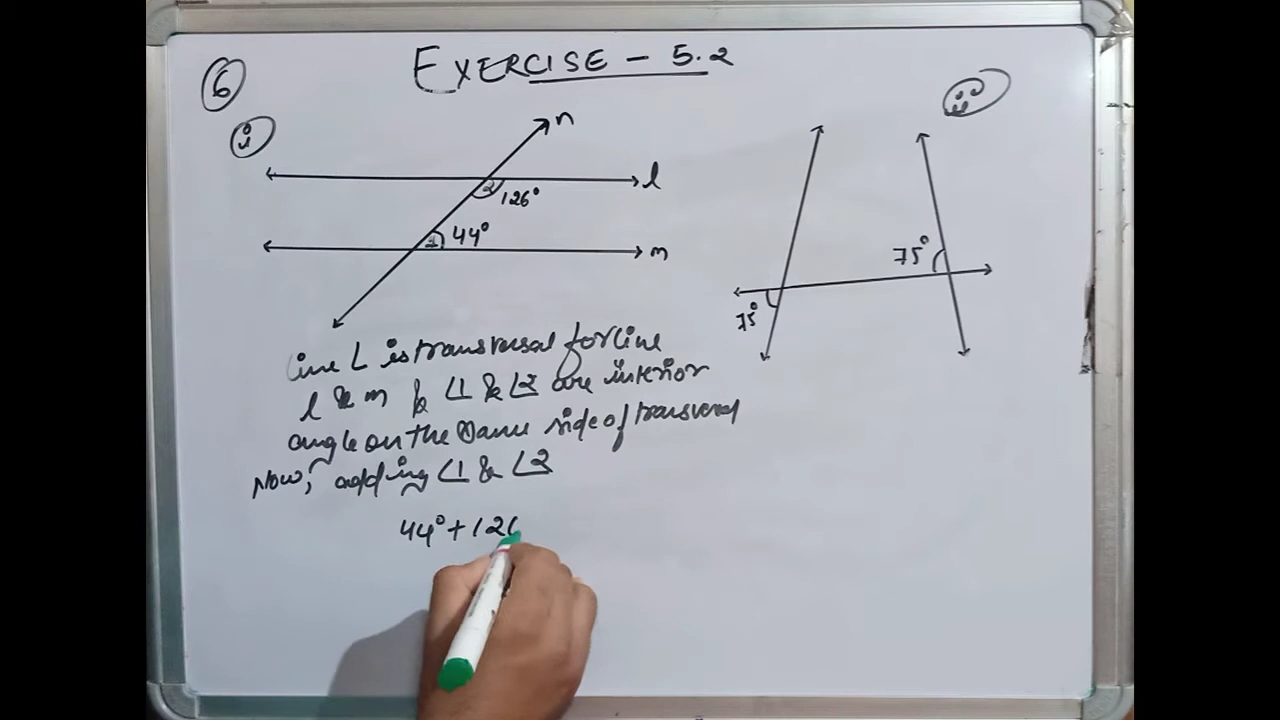 6
EXERCISE - 5.2
i
ii
n
l
2
126°
1
44°
m
75°
75°
Line L is transversal for line
l & m & ∠1 & ∠2 are interior
angle on the same side of transversal
Now, adding ∠1 & ∠2
44° + 126